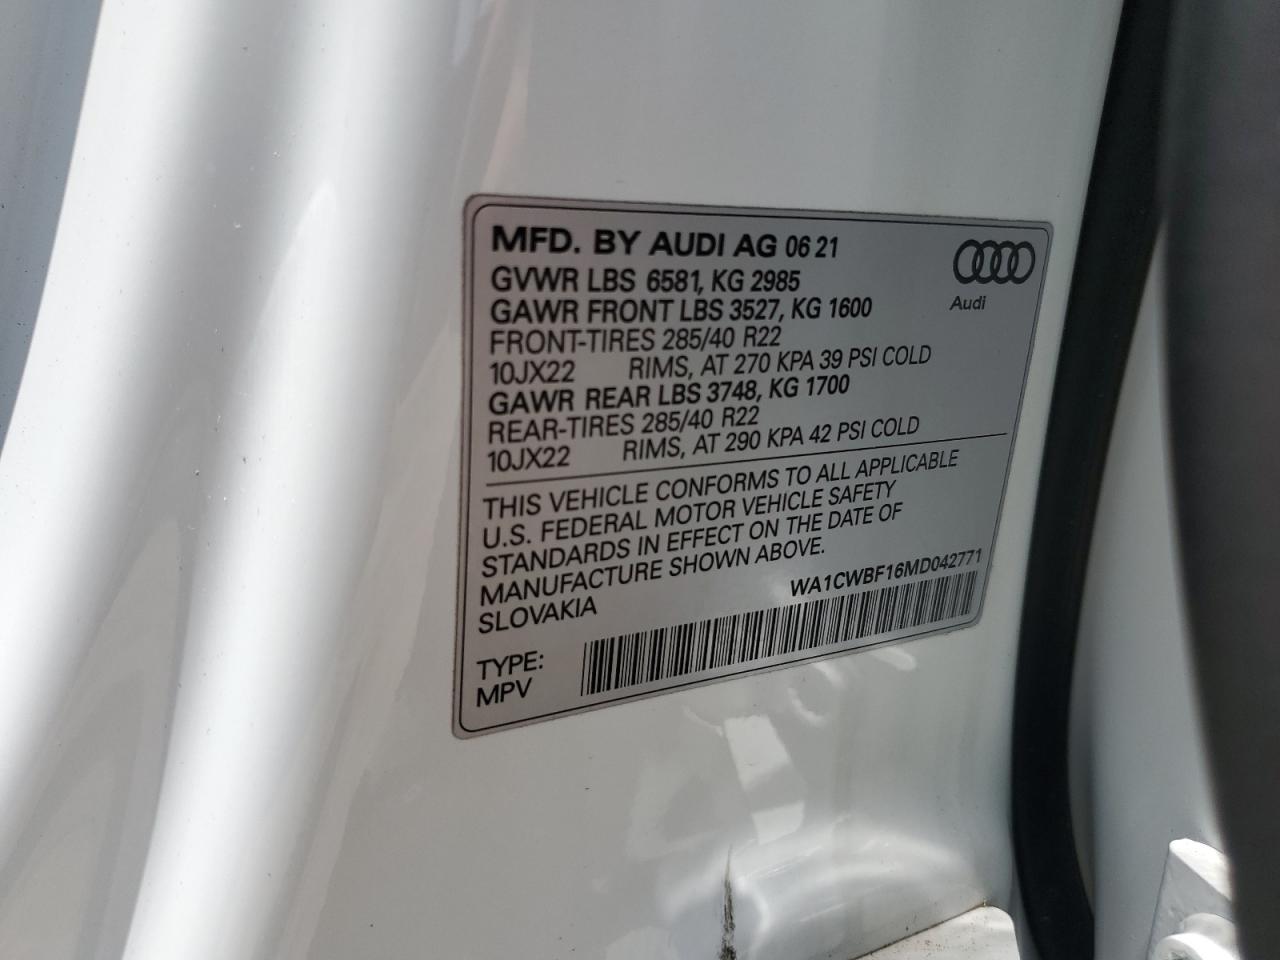 MFD. BY AUDI AG 06 21
GVWR LBS 6581, KG 2985
GAWR FRONT LBS 3527, KG 1600
FRONT-TIRES 285/40 R22
10JX22 RIMS, AT 270 KPA 39 PSI COLD
GAWR REAR LBS 3748, KG 1700
REAR-TIRES 285/40 R22
10JX22 RIMS, AT 290 KPA 42 PSI COLD
Audi
THIS VEHICLE CONFORMS TO ALL APPLICABLE
U.S. FEDERAL MOTOR VEHICLE SAFETY
STANDARDS IN EFFECT ON THE DATE OF
MANUFACTURE SHOWN ABOVE.
SLOVAKIA
WA1CWBF16MD042771
TYPE:
MPV